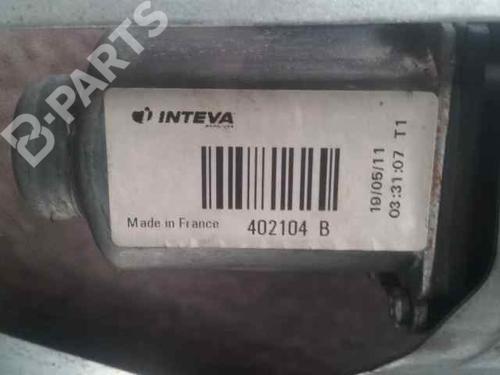 B-PARTS
INTEVA
Made in France
402104 B
19/05/11
03:31:07 T1